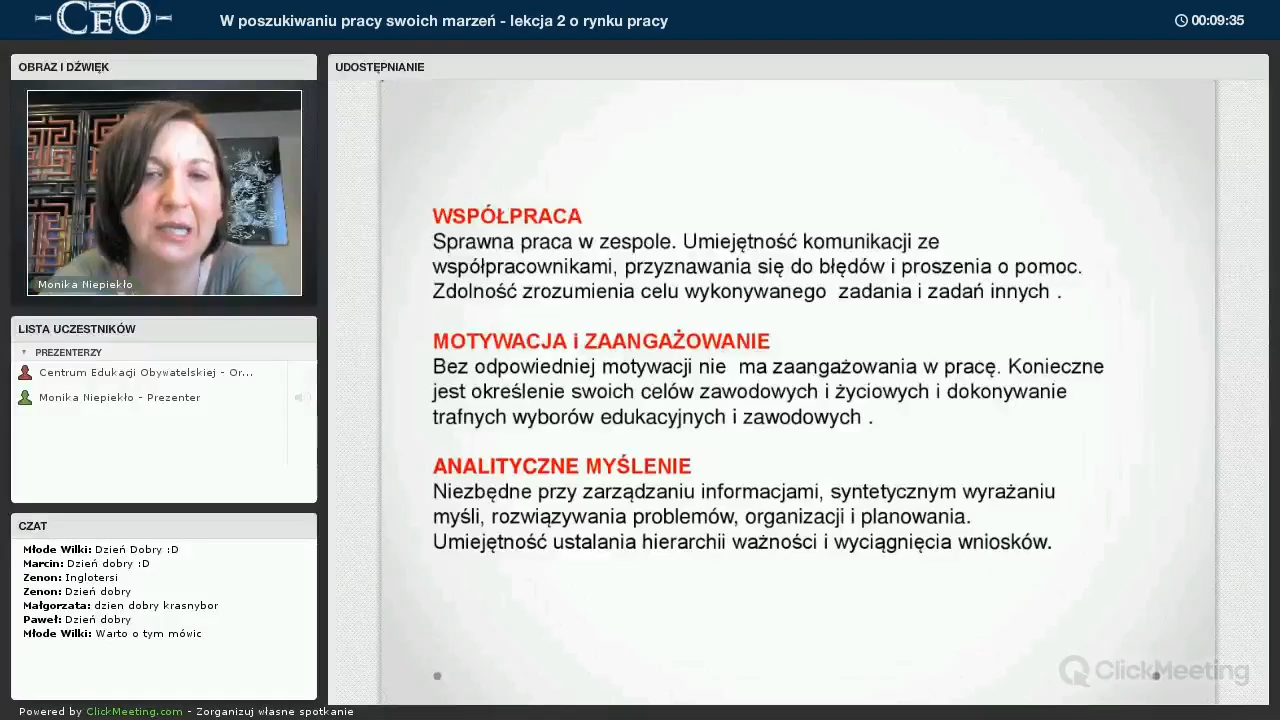 CEO
W poszukiwaniu pracy swoich marzeń - lekcja 2 o rynku pracy
00:09:35
OBRAZ I DŹWIĘK
Monika Niepiekło
LISTA UCZESTNIKÓW
PREZENTERZY
Centrum Edukacji Obywatelskiej - Or...
Monika Niepiekło - Prezenter
CZAT
Młode Wilki: Dzień Dobry :D
Marcin: Dzień dobry :D
Zenon: Inglotersi
Zenon: Dzień dobry
Małgorzata: dzien dobry krasnybor
Paweł: Dzień dobry
Młode Wilki: Warto o tym mówic
UDOSTĘPNIANIE
WSPÓŁPRACA
Sprawna praca w zespole. Umiejętność komunikacji ze
współpracownikami, przyznawania się do błędów i proszenia o pomoc.
Zdolność zrozumienia celu wykonywanego zadania i zadań innych .
MOTYWACJA i ZAANGAŻOWANIE
Bez odpowiedniej motywacji nie ma zaangażowania w pracę. Konieczne
jest określenie swoich celów zawodowych i życiowych i dokonywanie
trafnych wyborów edukacyjnych i zawodowych .
ANALITYCZNE MYŚLENIE
Niezbędne przy zarządzaniu informacjami, syntetycznym wyrażaniu
myśli, rozwiązywania problemów, organizacji i planowania.
Umiejętność ustalania hierarchii ważności i wyciągnięcia wniosków.
ClickMeeting
Powered by ClickMeeting.com - Zorganizuj własne spotkanie